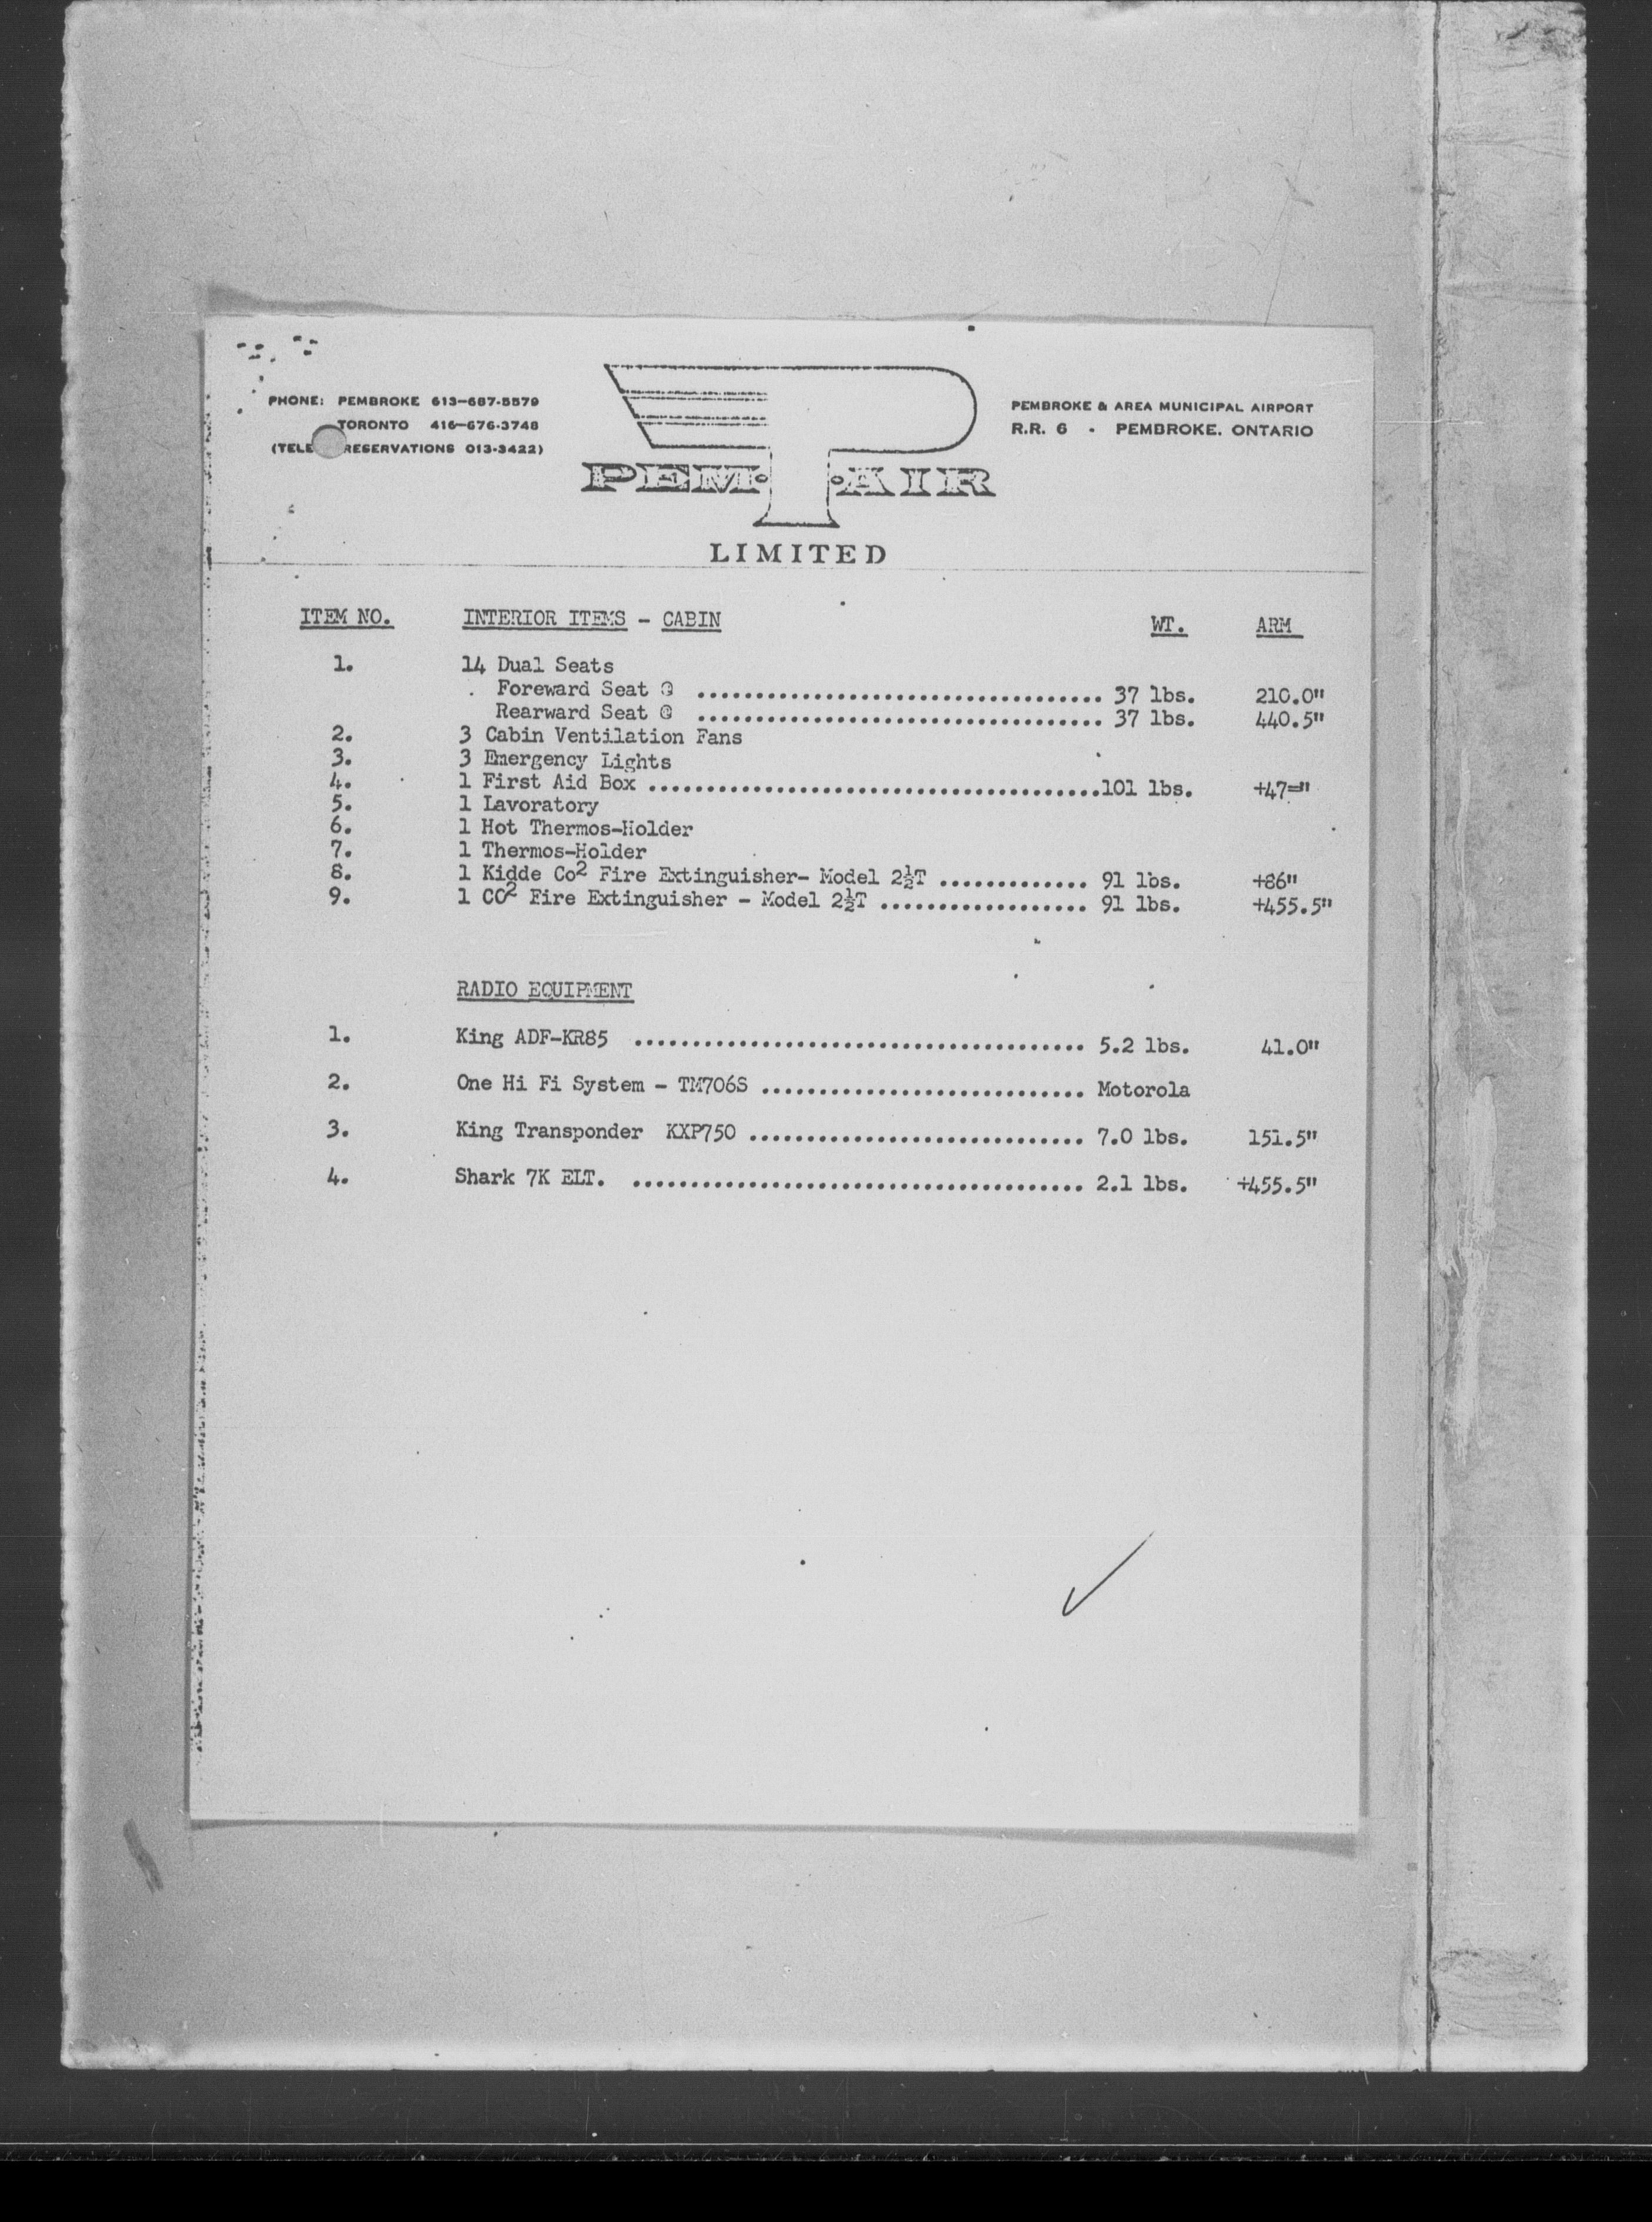 PHONE: PEMBROKE 613-687-5579
TORONTO 416-676-3748
(TELE RESERVATIONS 013-3422)
PEM·AIR
LIMITED
PEMBROKE & AREA MUNICIPAL AIRPORT
R.R. 6 · PEMBROKE. ONTARIO
ITEM NO. INTERIOR ITEMS - CABIN WT. ARM
1. 14 Dual Seats
Foreward Seat @ ................................... 37 lbs. 210.0"
Rearward Seat @ ................................... 37 lbs. 440.5"
2. 3 Cabin Ventilation Fans
3. 3 Emergency Lights
4. 1 First Aid Box .......................................101 lbs. +47="
5. 1 Lavoratory
6. 1 Hot Thermos-Holder
7. 1 Thermos-Holder
8. 1 Kidde Co² Fire Extinguisher- Model 2½T ............. 91 lbs. +86"
9. 1 CO² Fire Extinguisher - Model 2½T .................. 91 lbs. +455.5"
RADIO EQUIPMENT
1. King ADF-KR85 ....................................... 5.2 lbs. 41.0"
2. One Hi Fi System - TM706S ............................ Motorola
3. King Transponder KXP750 ............................. 7.0 lbs. 151.5"
4. Shark 7K ELT. ....................................... 2.1 lbs. +455.5"